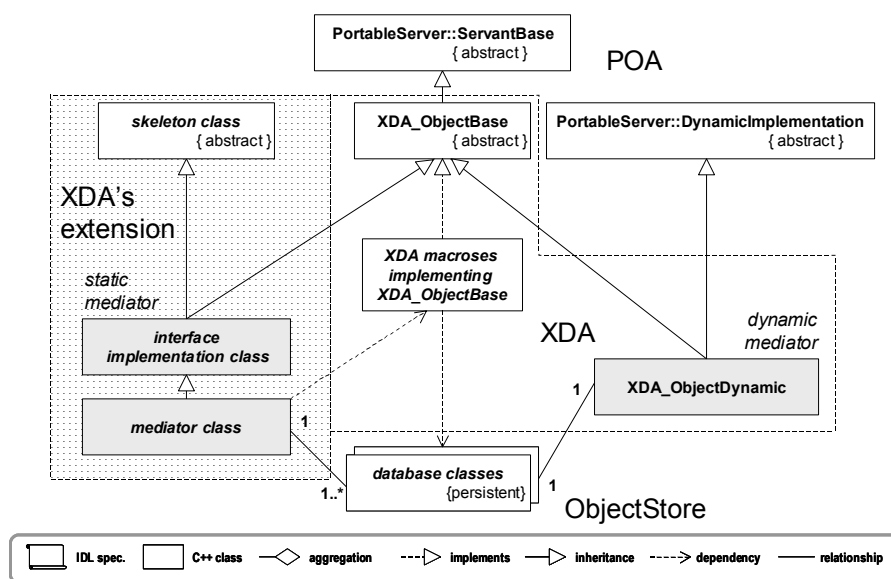 PortableServer::ServantBase
{ abstract }
POA
skeleton class
{ abstract }
XDA_ObjectBase
{ abstract }
PortableServer::DynamicImplementation
{ abstract }
XDA's
extension
XDA macroses
implementing
XDA_ObjectBase
static
mediator
interface
implementation class
XDA
dynamic
mediator
XDA_ObjectDynamic
mediator class
1
1
1..*
database classes
{persistent}
1
ObjectStore
IDL spec.
C++ class
aggregation
implements
inheritance
dependency
relationship